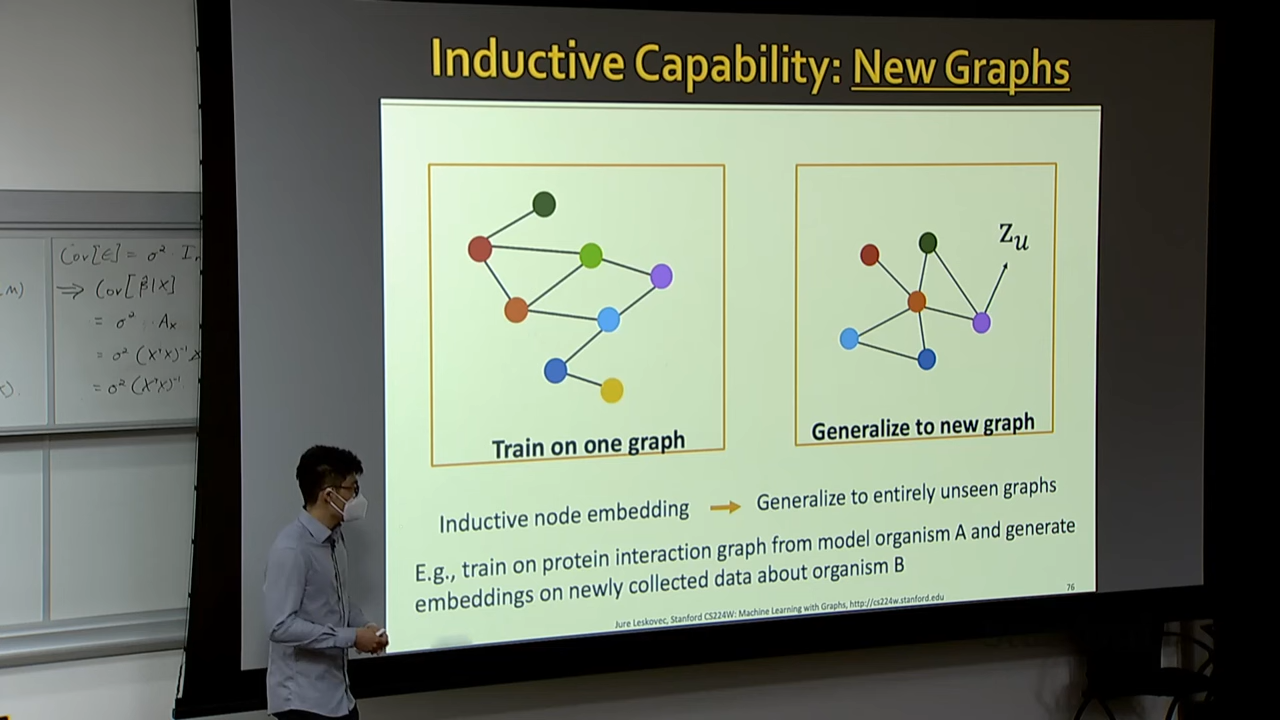 Inductive Capability: New Graphs
Z_u
Train on one graph
Generalize to new graph
Inductive node embedding → Generalize to entirely unseen graphs
E.g., train on protein interaction graph from model organism A and generate
embeddings on newly collected data about organism B
76
Jure Leskovec, Stanford CS224W: Machine Learning with Graphs, http://cs224w.stanford.edu
Cov[ε] = σ² · I
⇒ Cov[β̂|X]
= σ² · Aₓ
= σ² (X'X)⁻¹
= σ² (X'X)⁻¹